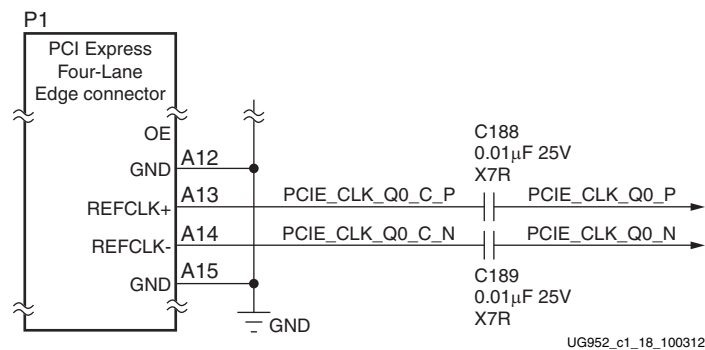 P1
PCI Express
Four-Lane
Edge connector
OE
GND
A12
REFCLK+
A13
PCIE_CLK_Q0_C_P
C188
0.01μF 25V
X7R
PCIE_CLK_Q0_P
REFCLK-
A14
PCIE_CLK_Q0_C_N
PCIE_CLK_Q0_N
GND
A15
C189
0.01μF 25V
X7R
GND
UG952_c1_18_100312